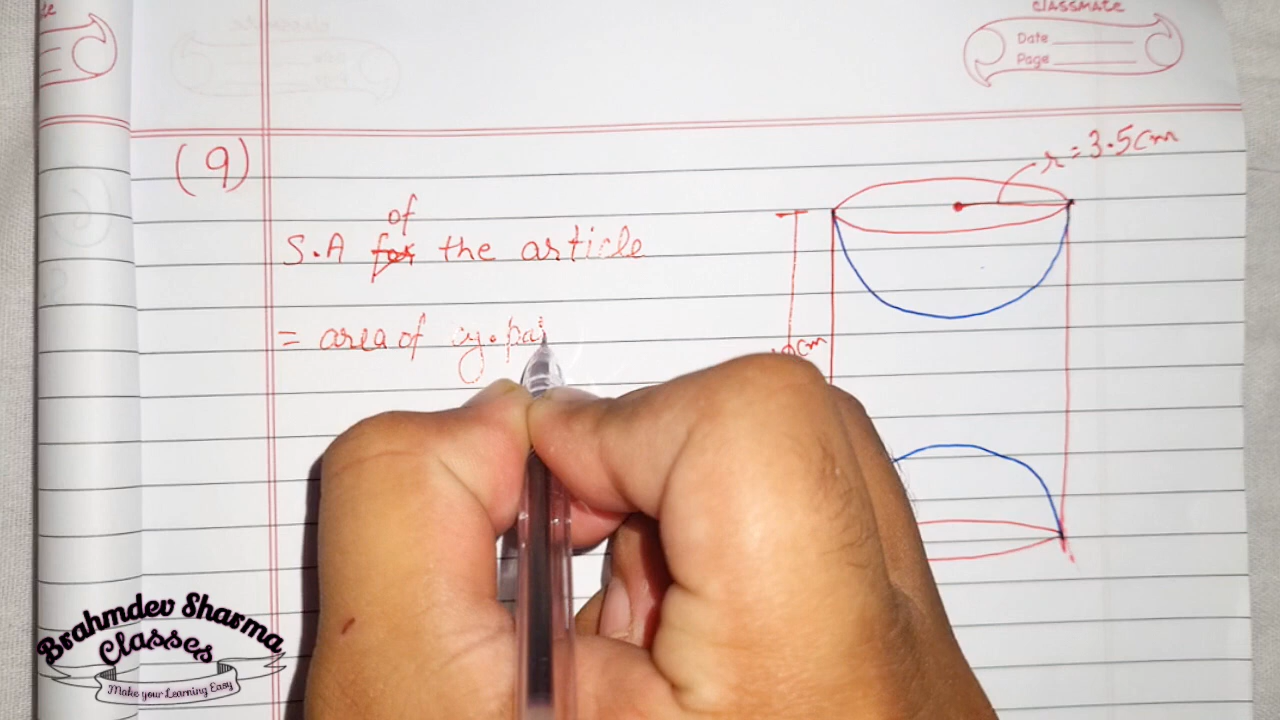 classmate
Date
Page
(9)
r = 3.5cm
of
S.A for the article
= area of cy. pa
Brahmdev Sharma
Classes
Make your Learning Easy